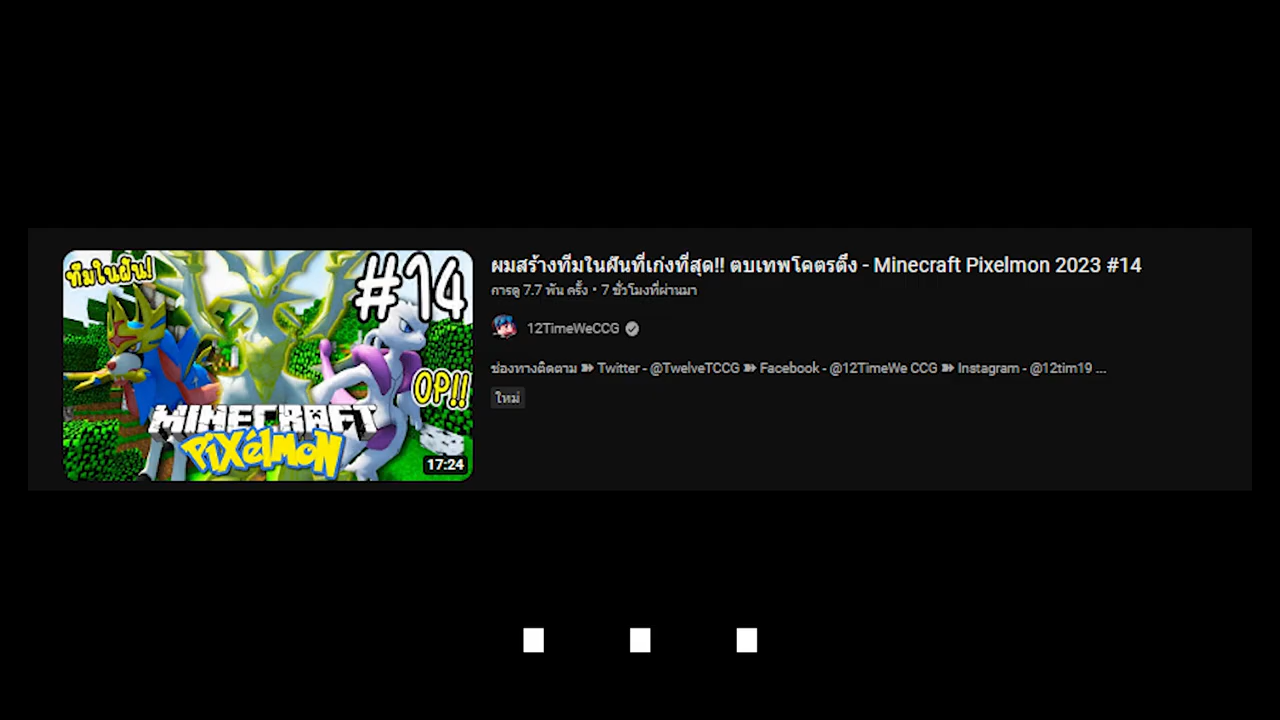 ทีมในฝัน!
#14
OP!!
MINECRAFT
PIXÉLMON
17:24
ผมสร้างทีมในฝันที่เก่งที่สุด!! ตบเทพโคตรตึง - Minecraft Pixelmon 2023 #14
การดู 7.7 พัน ครั้ง • 7 ชั่วโมงที่ผ่านมา
12TimeWeCCG
ช่องทางติดตาม ➽ Twitter - @TwelveTCCG ➽ Facebook - @12TimeWe CCG ➽ Instagram - @12tim19 ...
ใหม่